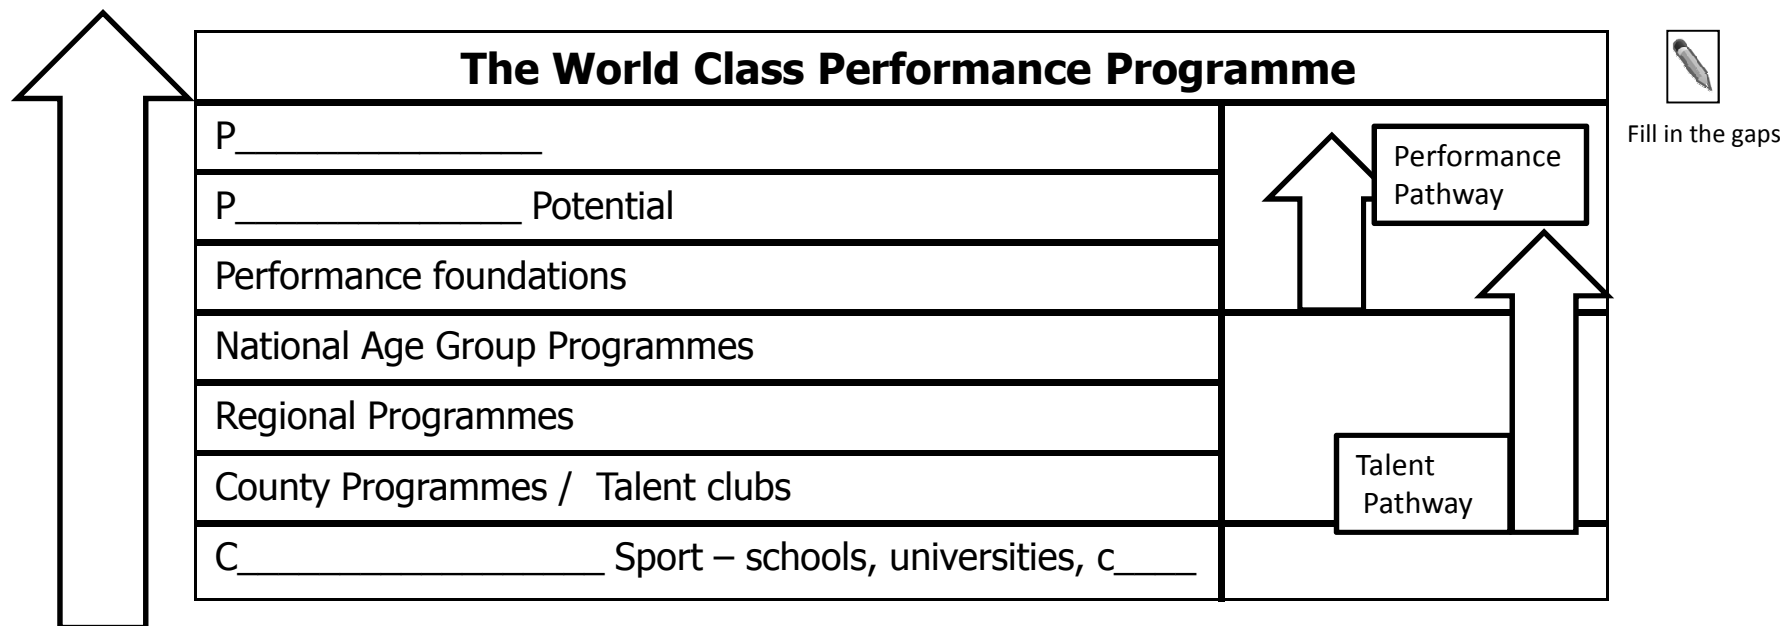 The World Class Performance Programme
P_______________
Fill in the gaps
Performance
Pathway
P______________ Potential
Performance foundations
National Age Group Programmes
Regional Programmes
County Programmes / Talent clubs
Talent
Pathway
C__________________ Sport – schools, universities, c____